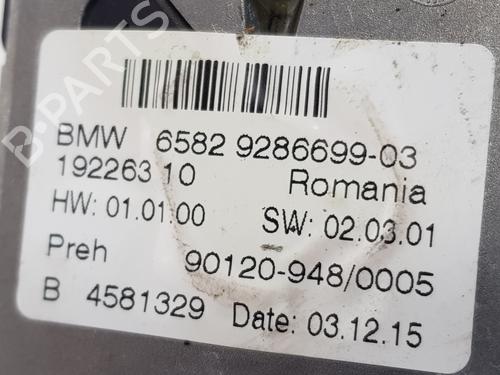 BMW 6582 9286699-03
192263 10 Romania
HW: 01.01.00 SW: 02.03.01
Preh 90120-948/0005
B 4581329 Date: 03.12.15
B-PARTS